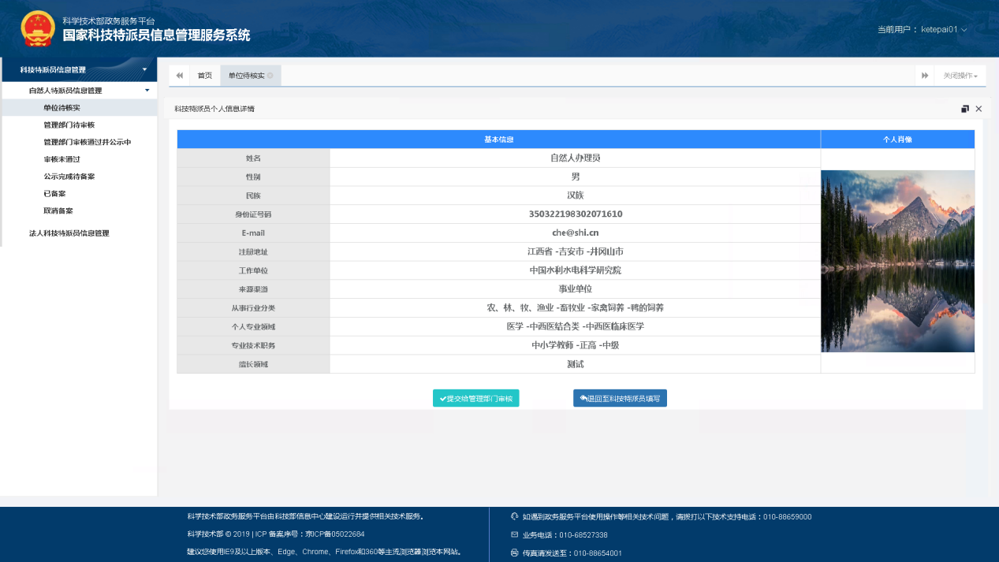 科学技术部政务服务平台
国家科技特派员信息管理服务系统
当前用户： ketepai01
科技特派员信息管理
自然人特派员信息管理
单位待核实
管理部门待审核
管理部门审核通过并公示中
审核未通过
公示完成待备案
已备案
取消备案
法人科技特派员信息管理
首页 单位待核实 关闭操作
科技特派员个人信息详情
基本信息 个人肖像
姓名 自然人办理员
性别 男
民族 汉族
身份证号码 350322198302071610
E-mail che@shi.cn
注册地址 江西省 -吉安市 -井冈山市
工作单位 中国水利水电科学研究院
来源渠道 事业单位
从事行业分类 农、林、牧、渔业 -畜牧业 -家禽饲养 -鸭的饲养
个人专业领域 医学 -中西医结合类 -中西医临床医学
专业技术职务 中小学教师 -正高 -中级
擅长领域 测试
提交给管理部门审核 退回至科技特派员填写
科学技术部政务服务平台由科技部信息中心建设运行并提供相关技术服务。
科学技术部 © 2019 | ICP 备案序号：京ICP备05022684
建议您使用IE9及以上版本、Edge、Chrome、Firefox和360等主流浏览器浏览本网站。
如遇到政务服务平台使用操作等相关技术问题，请拨打以下技术支持电话：010-88659000
业务电话：010-68527338
传真请发送至：010-88654001